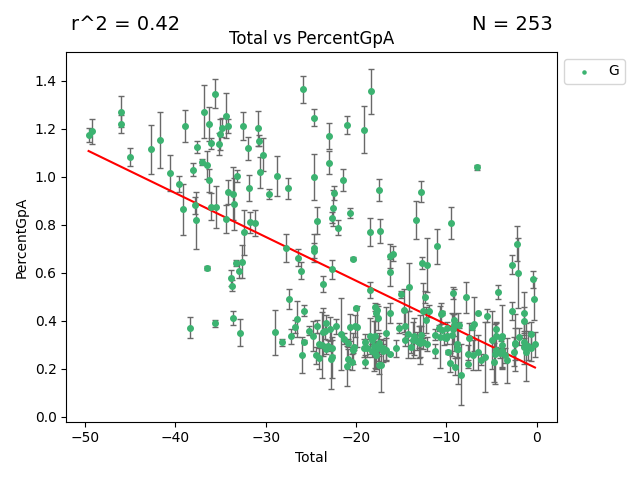 r^2 = 0.42
N = 253
Total vs PercentGpA
G
PercentGpA
1.4
1.2
1.0
0.8
0.6
0.4
0.2
0.0
−50
−40
−30
−20
−10
0
Total